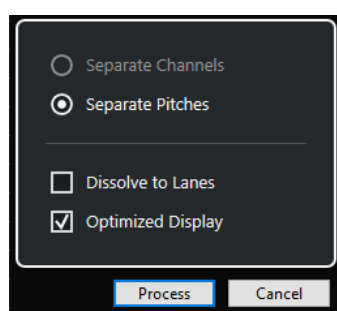 Separate Channels
Separate Pitches
Dissolve to Lanes
Optimized Display
Process Cancel